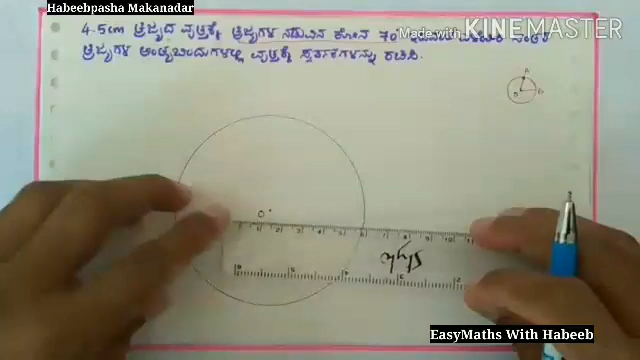 Habeebpasha Makanadar
Made with KINEMASTER
4.5cm ತ್ರಿಜ್ಯದ ವೃತ್ತಕ್ಕೆ ತ್ರಿಜ್ಯಗಳ ನಡುವಿನ ಕೋನ 70
ತ್ರಿಜ್ಯಗಳ ಅಂತ್ಯಬಿಂದುಗಳಲ್ಲಿ ವೃತ್ತಕ್ಕೆ ಸ್ಪರ್ಶಕಗಳನ್ನು ರಚಿಸಿ.
A
O
B
O
EasyMaths With Habeeb